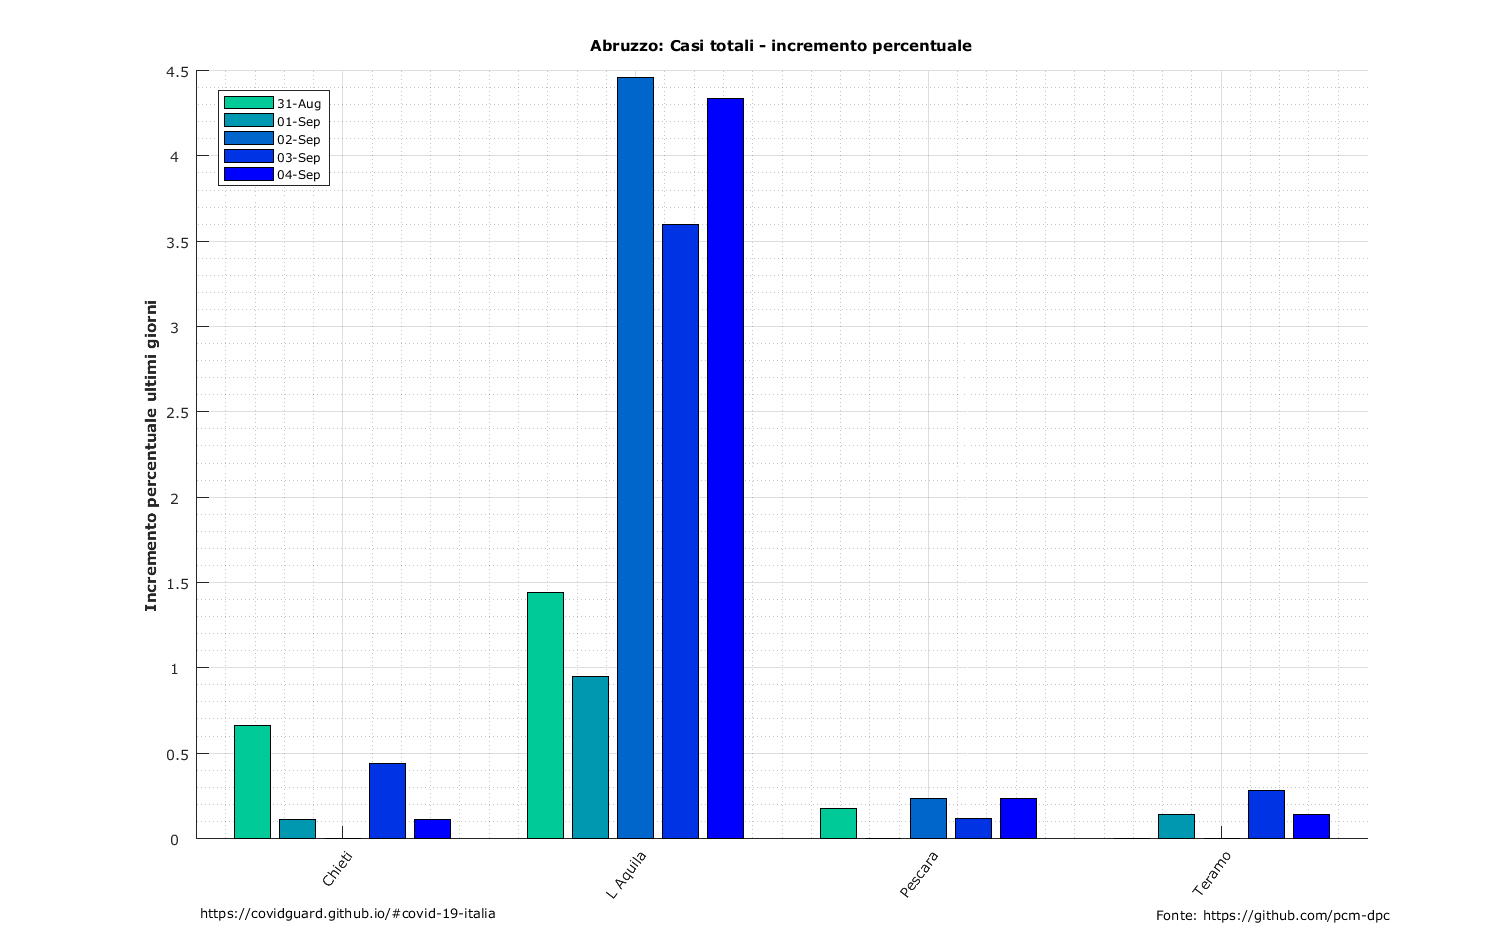 Abruzzo: Casi totali - incremento percentuale
4.5
4
3.5
3
2.5
2
1.5
1
0.5
0
Incremento percentuale ultimi giorni
31-Aug
01-Sep
02-Sep
03-Sep
04-Sep
Chieti
L Aquila
Pescara
Teramo
https://covidguard.github.io/#covid-19-italia
Fonte: https://github.com/pcm-dpc